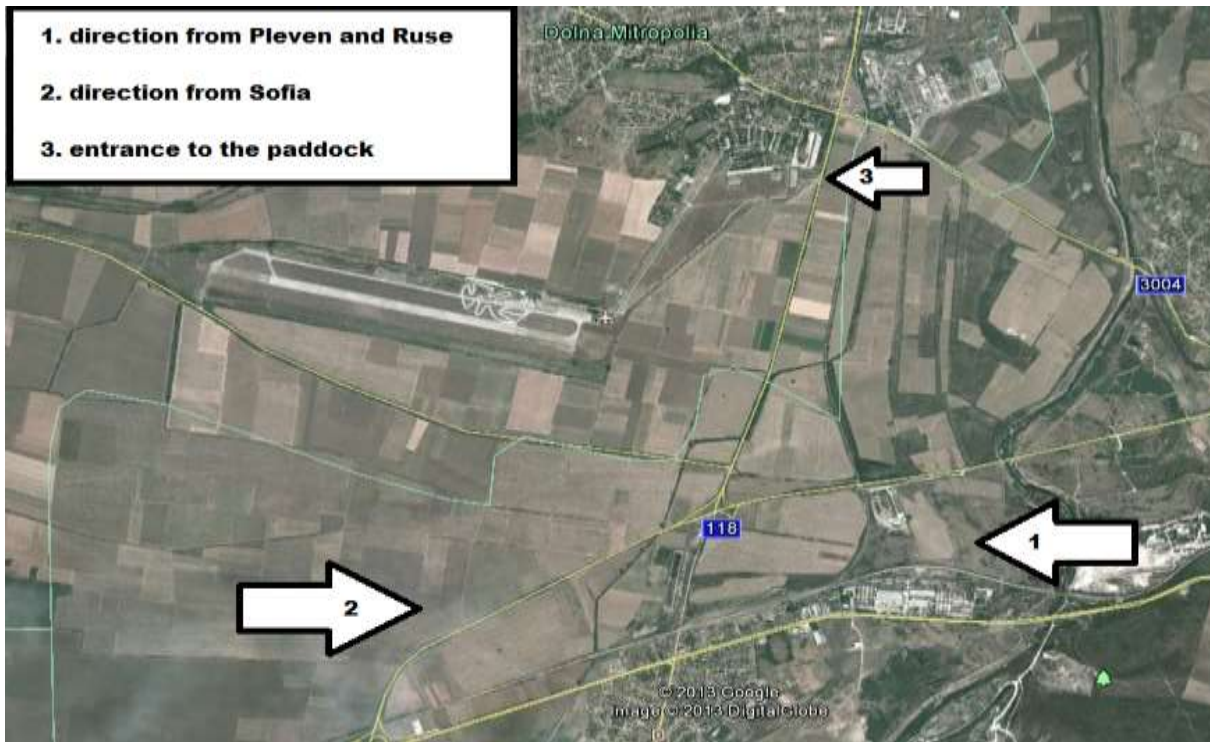 1. direction from Pleven and Ruse
2. direction from Sofia
3. entrance to the paddock
Dolna Mitropolia
3
3004
118
1
2
© 2013 Google
Image © 2013 DigitalGlobe